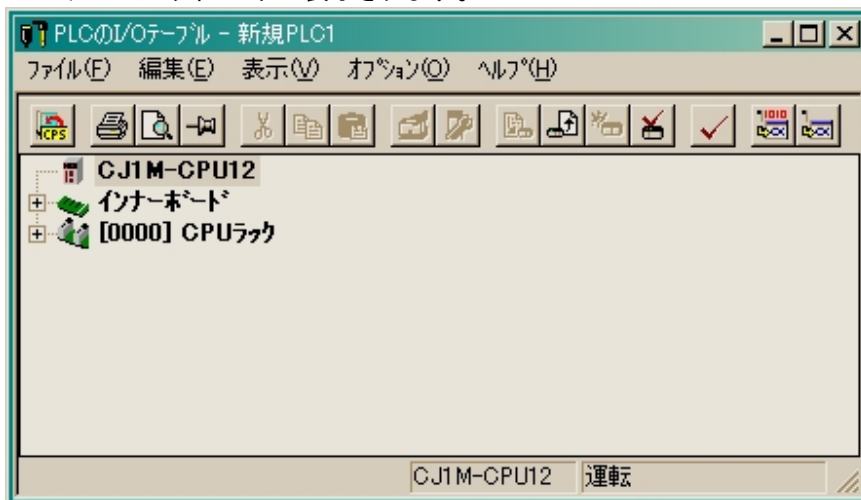 PLCのI/Oﾃｰﾌﾞﾙ - 新規PLC1
ﾌｧｲﾙ(F) 編集(E) 表示(V) ｵﾌﾟｼｮﾝ(O) ﾍﾙﾌﾟ(H)
CPS 1010
CJ1M-CPU12
ｲﾝﾅｰﾎﾞｰﾄﾞ
[0000] CPUﾗｯｸ
CJ1M-CPU12 運転